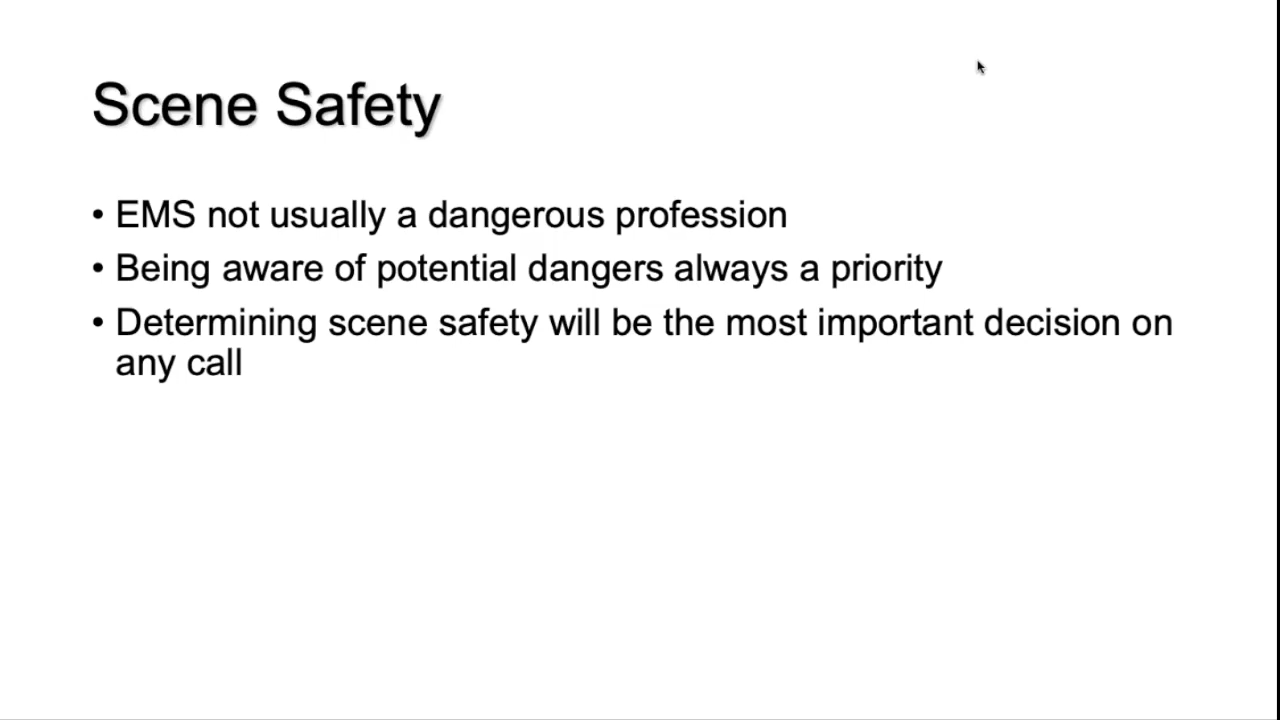 Scene Safety
• EMS not usually a dangerous profession
• Being aware of potential dangers always a priority
• Determining scene safety will be the most important decision on
any call